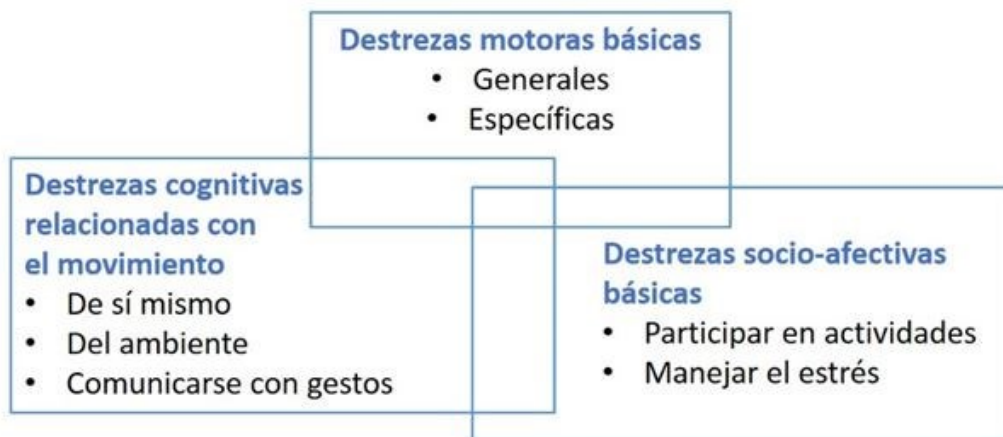 Destrezas motoras básicas
• Generales
• Específicas
Destrezas cognitivas
relacionadas con
el movimiento
• De sí mismo
• Del ambiente
• Comunicarse con gestos
Destrezas socio-afectivas
básicas
• Participar en actividades
• Manejar el estrés